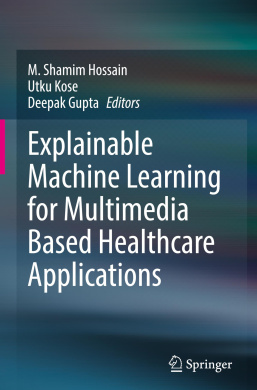 M. Shamim Hossain
Utku Kose
Deepak Gupta Editors
Explainable
Machine Learning
for Multimedia
Based Healthcare
Applications
Springer